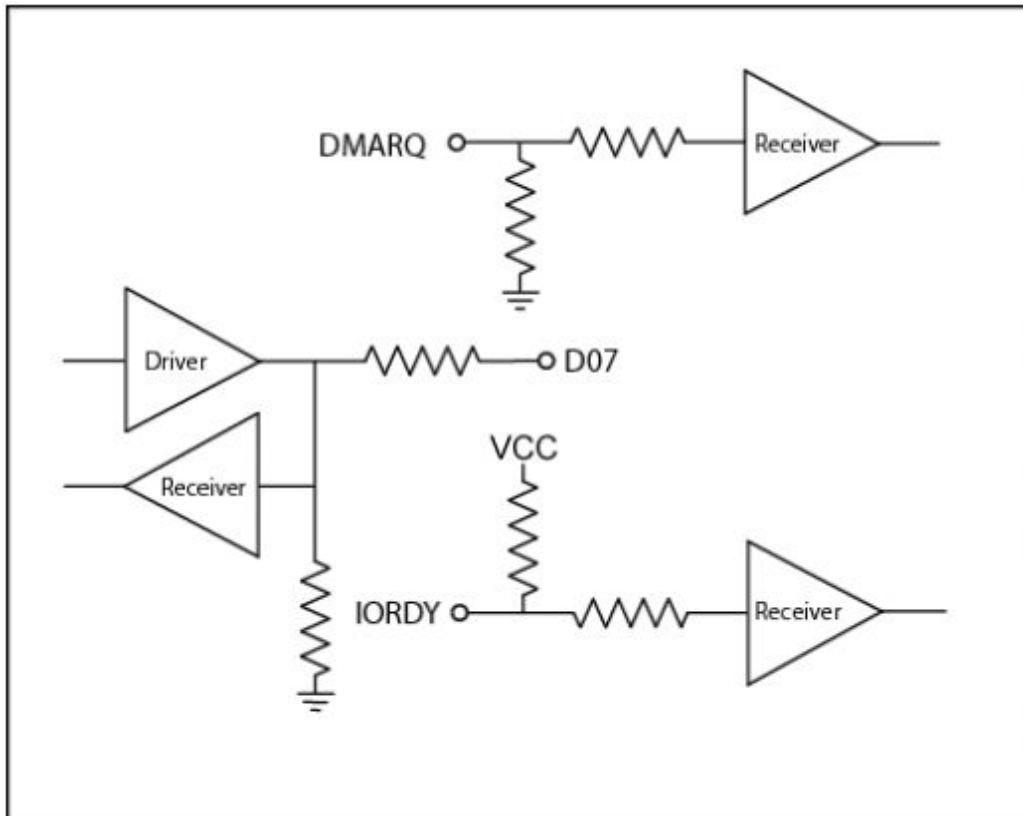 DMARQ
Receiver
Driver
D07
Receiver
VCC
IORDY
Receiver